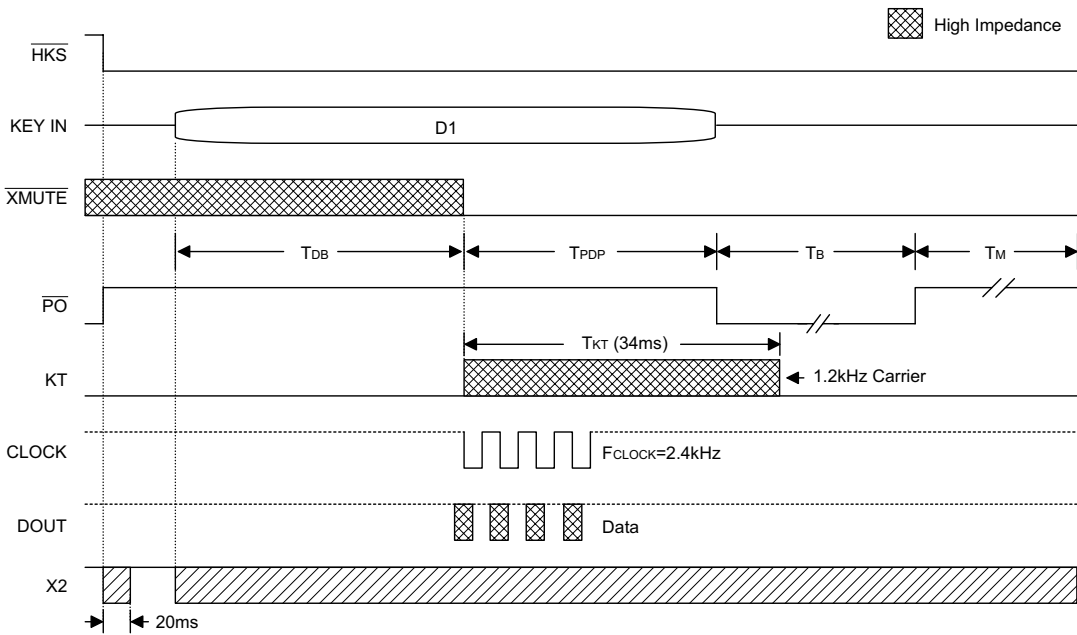 High Impedance
HKS
KEY IN
D1
XMUTE
TDB
TPDP
TB
TM
PO
TKT (34ms)
KT
1.2kHz Carrier
CLOCK
FCLOCK=2.4kHz
DOUT
Data
X2
20ms